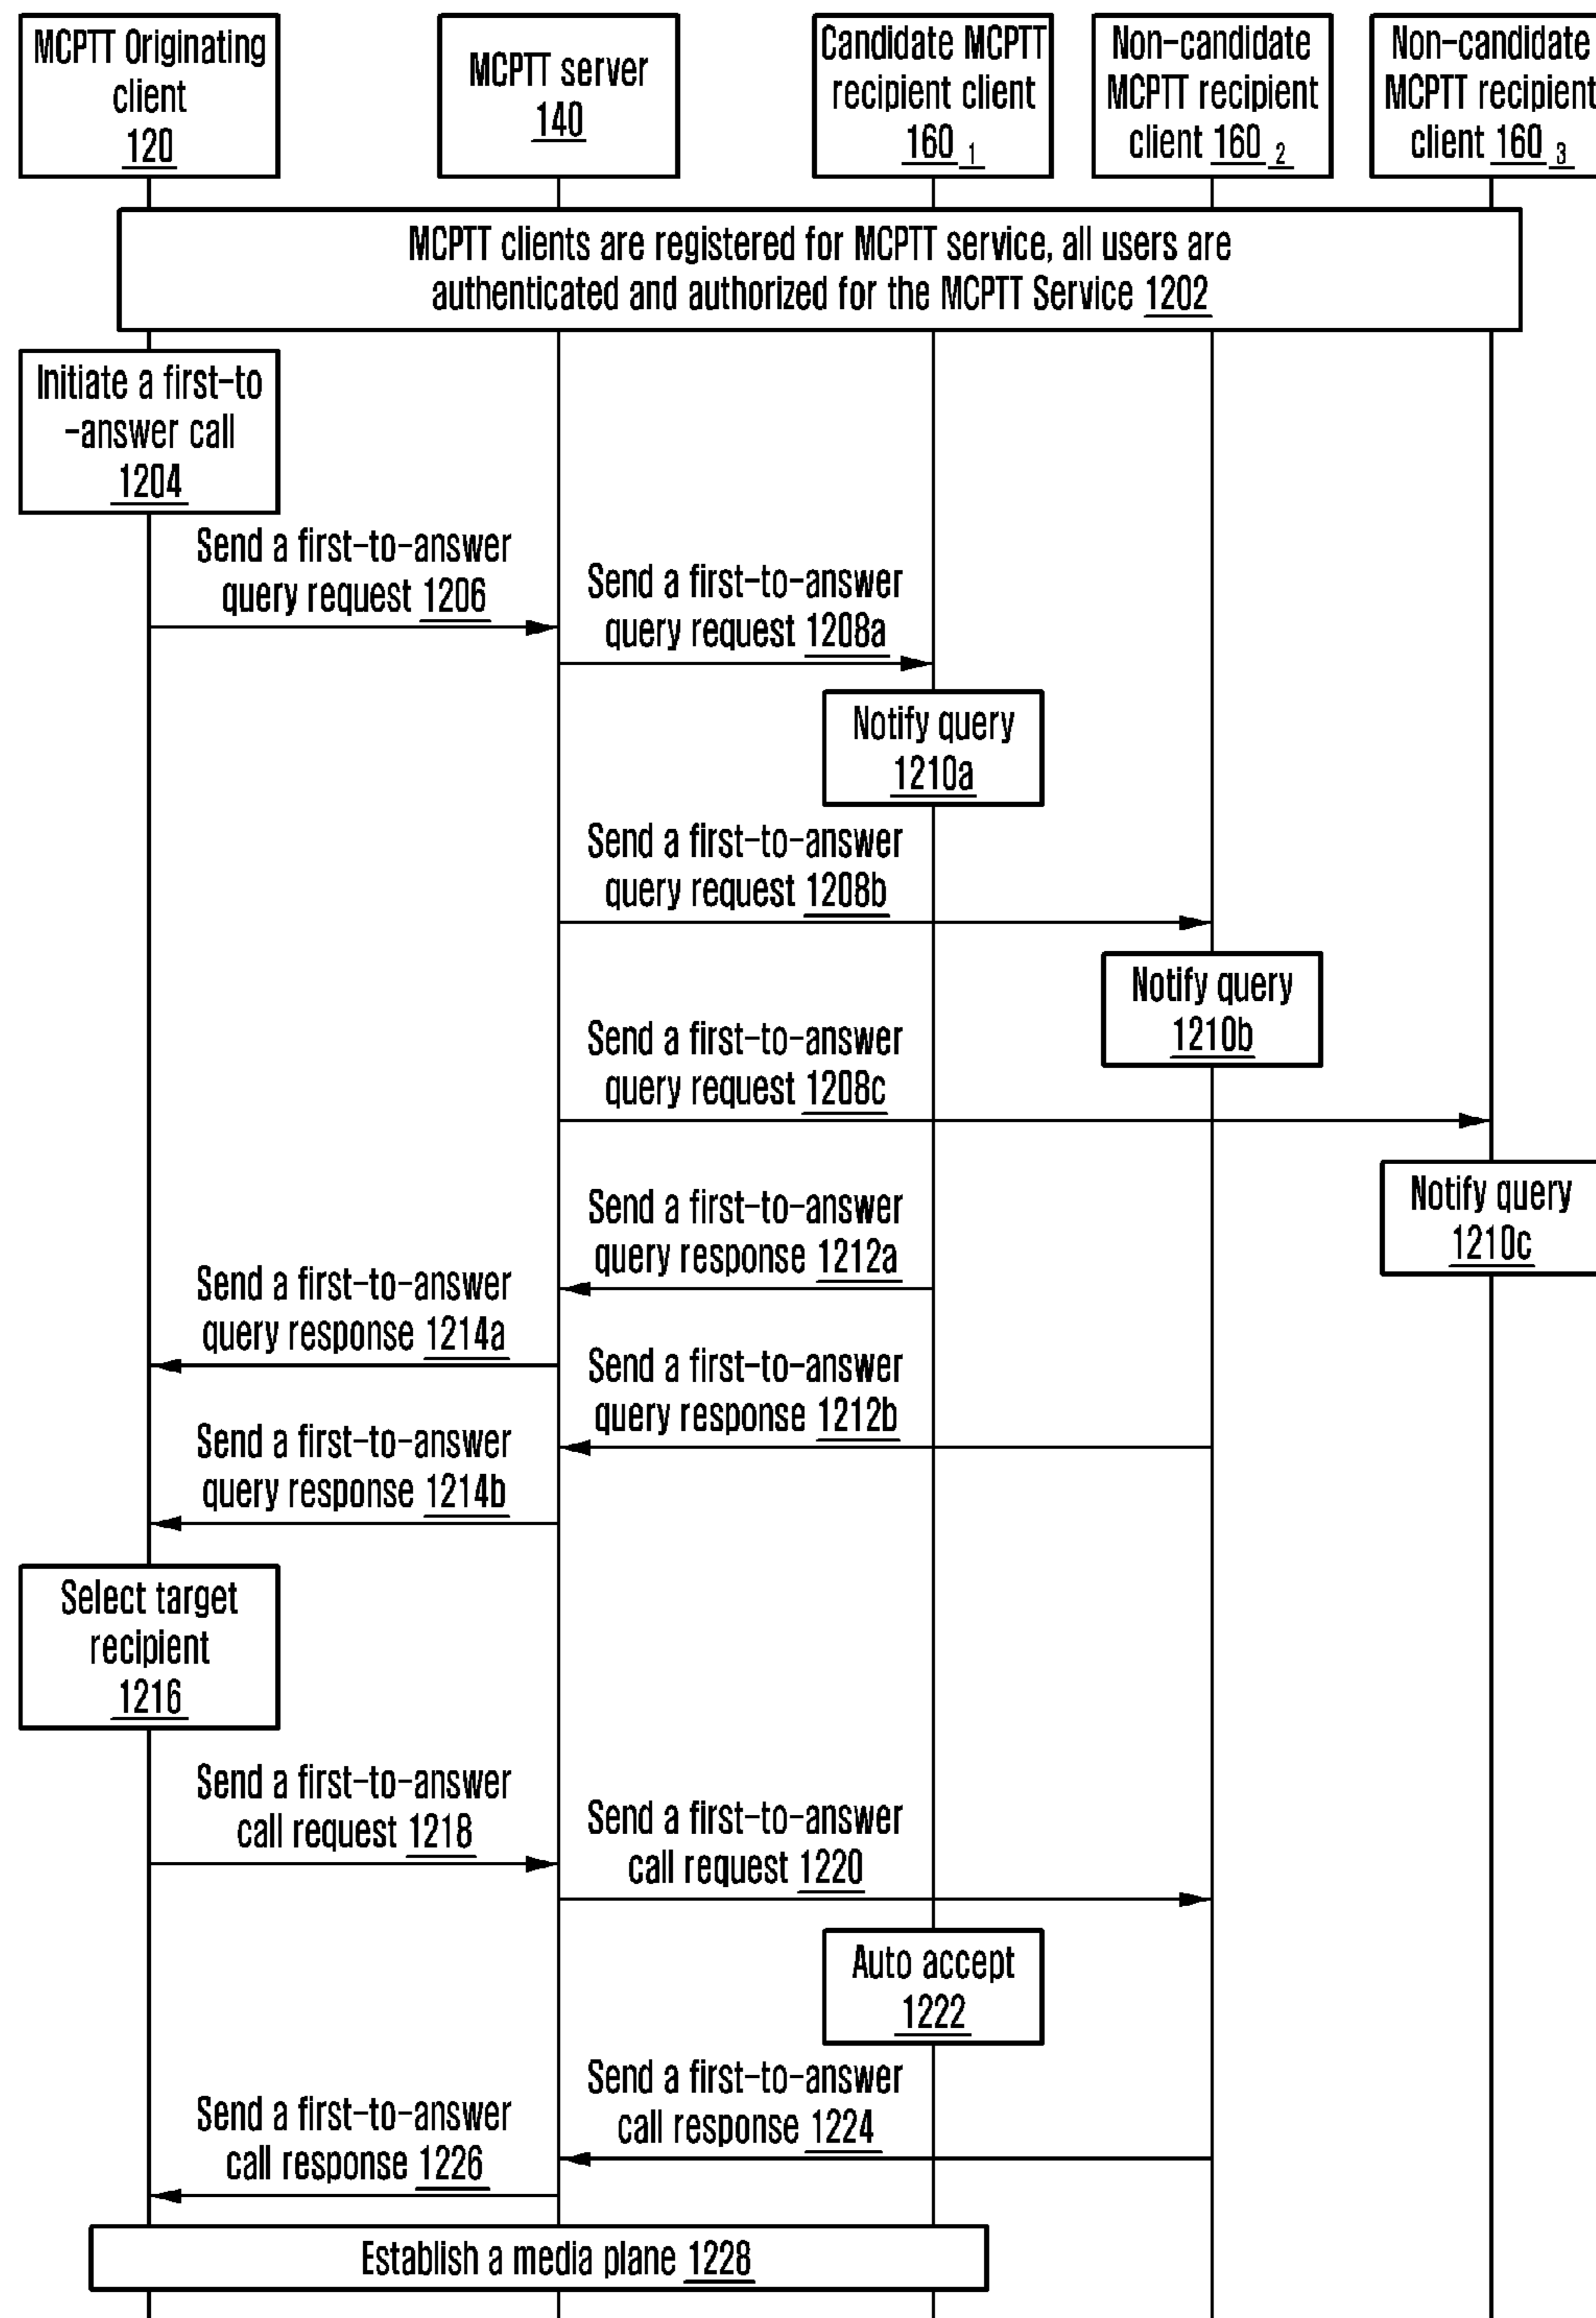 MCPTT Originating
client
120
MCPTT server
140
Candidate MCPTT
recipient client
160 1
Non-candidate
MCPTT recipient
client 160 2
Non-candidate
MCPTT recipient
client 160 3
MCPTT clients are registered for MCPTT service, all users are
authenticated and authorized for the MCPTT Service 1202
Initiate a first-to
-answer call
1204
Send a first-to-answer
query request 1206
Send a first-to-answer
query request 1208a
Notify query
1210a
Send a first-to-answer
query request 1208b
Notify query
1210b
Send a first-to-answer
query request 1208c
Notify query
1210c
Send a first-to-answer
query response 1212a
Send a first-to-answer
query response 1214a
Send a first-to-answer
query response 1212b
Send a first-to-answer
query response 1214b
Select target
recipient
1216
Send a first-to-answer
call request 1218
Send a first-to-answer
call request 1220
Auto accept
1222
Send a first-to-answer
call response 1224
Send a first-to-answer
call response 1226
Establish a media plane 1228